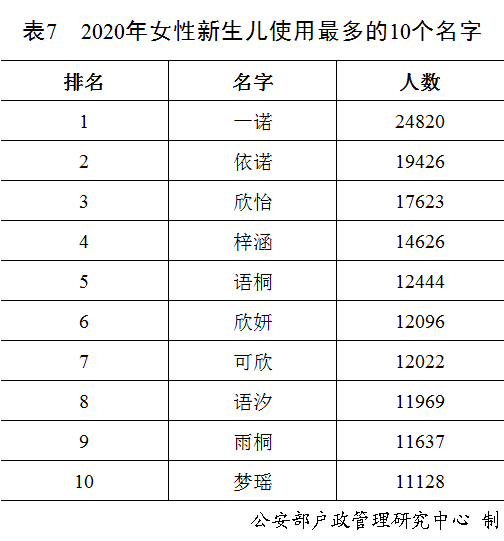 表7 2020年女性新生儿使用最多的10个名字
排名 名字 人数
1 一诺 24820
2 依诺 19426
3 欣怡 17623
4 梓涵 14626
5 语桐 12444
6 欣妍 12096
7 可欣 12022
8 语汐 11969
9 雨桐 11637
10 梦瑶 11128
公安部户政管理研究中心 制